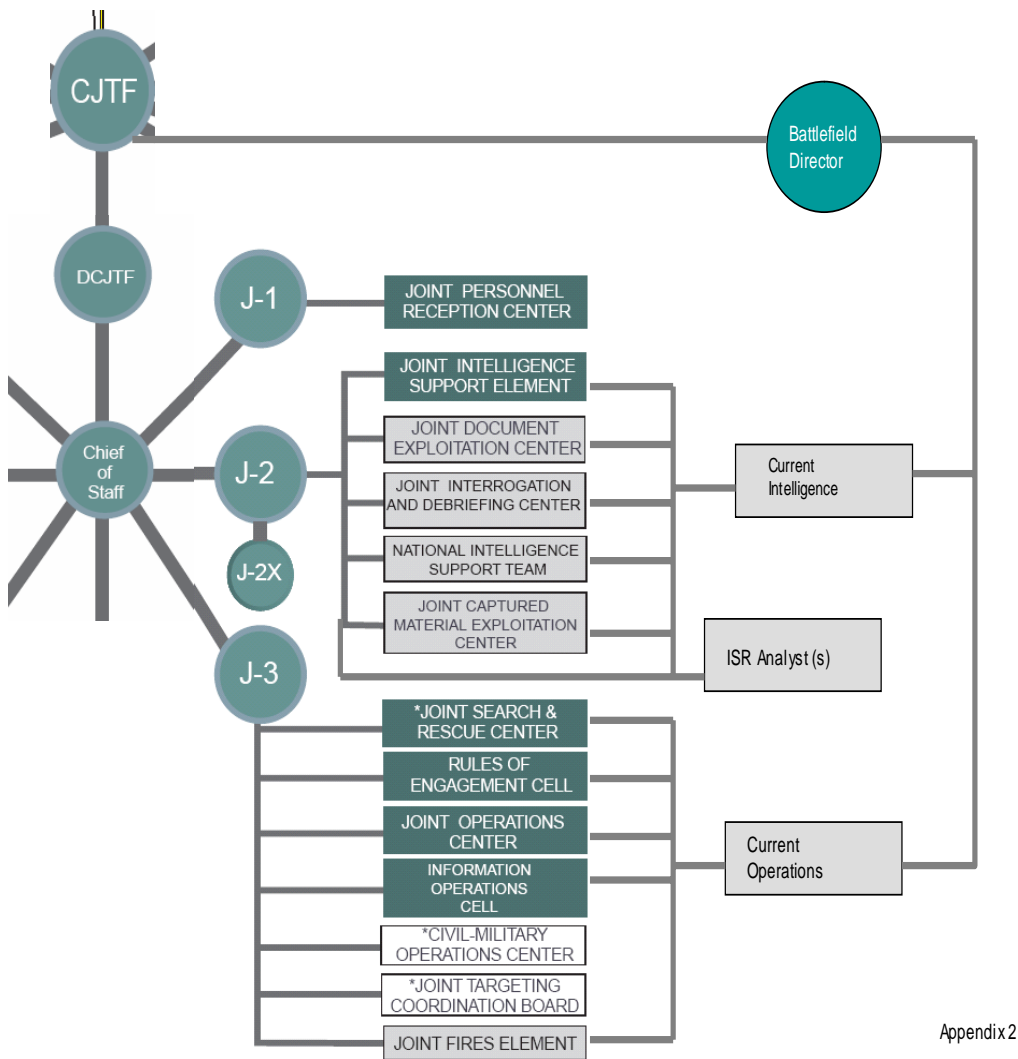 CJTF
Battlefield
Director
DCJTF
J-1
JOINT PERSONNEL
RECEPTION CENTER
JOINT INTELLIGENCE
SUPPORT ELEMENT
JOINT DOCUMENT
EXPLOITATION CENTER
Chief
of
Staff
J-2
JOINT INTERROGATION
AND DEBRIEFING CENTER
Current
Intelligence
NATIONAL INTELLIGENCE
SUPPORT TEAM
J-2X
JOINT CAPTURED
MATERIAL EXPLOITATION
CENTER
ISR Analyst (s)
J-3
*JOINT SEARCH &
RESCUE CENTER
RULES OF
ENGAGEMENT CELL
JOINT OPERATIONS
CENTER
Current
Operations
INFORMATION
OPERATIONS
CELL
*CIVIL-MILITARY
OPERATIONS CENTER
*JOINT TARGETING
COORDINATION BOARD
JOINT FIRES ELEMENT
Appendix 2